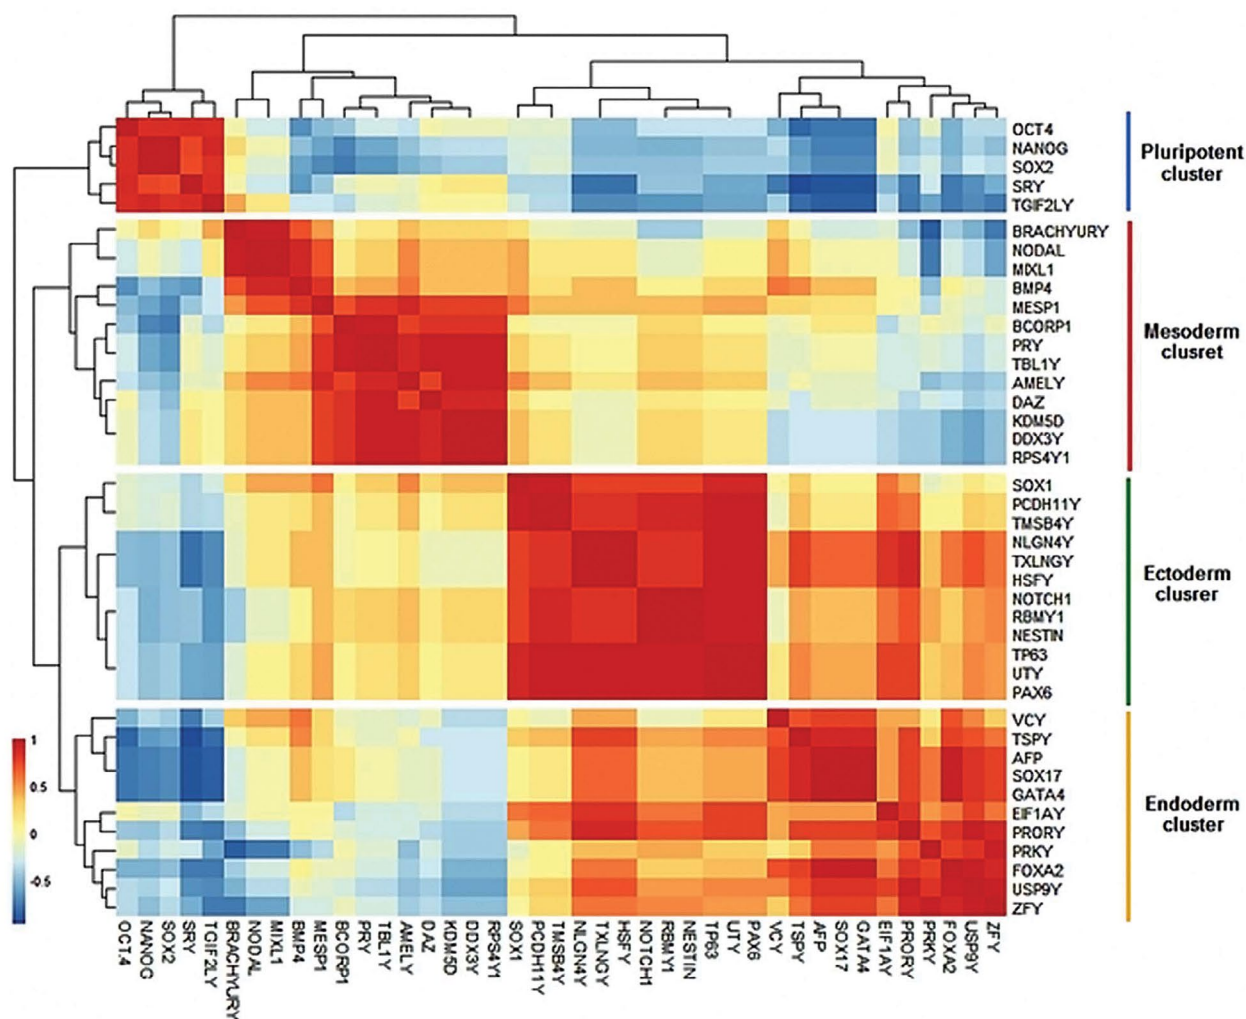 OCT4
NANOG
SOX2
SRY
TGIF2LY
Pluripotent
cluster
BRACHYURY
NODAL
MIXL1
BMP4
MESP1
BCORP1
PRY
TBL1Y
AMELY
DAZ
KDM5D
DDX3Y
RPS4Y1
Mesoderm
clusret
SOX1
PCDH11Y
TMSB4Y
NLGN4Y
TXLNGY
HSFY
NOTCH1
RBMY1
NESTIN
TP63
UTY
PAX6
Ectoderm
clusrer
VCY
TSPY
AFP
SOX17
GATA4
EIF1AY
PRORY
PRKY
FOXA2
USP9Y
ZFY
Endoderm
cluster
1
0.5
0
-0.5
OCT.4
NANOG
SOX2
SRY
TGIF2LY
BRACHYURY
NODAL
MIXL1
BMP4
MESP1
BCORP1
PRY
TBL1Y
AMELY
DAZ
KDM5D
DDX3Y
RPS4Y1
SOX1
PCDH11Y
TMSB4Y
NLGN4Y
TXLNGY
HSFY
NOTCH1
RBMY1
NESTIN
TP63
UTY
PAX6
VCY
TSPY
AFP
SOX17
GATA4
EIF1AY
PRORY
PRKY
FOXA2
USP9Y
ZFY